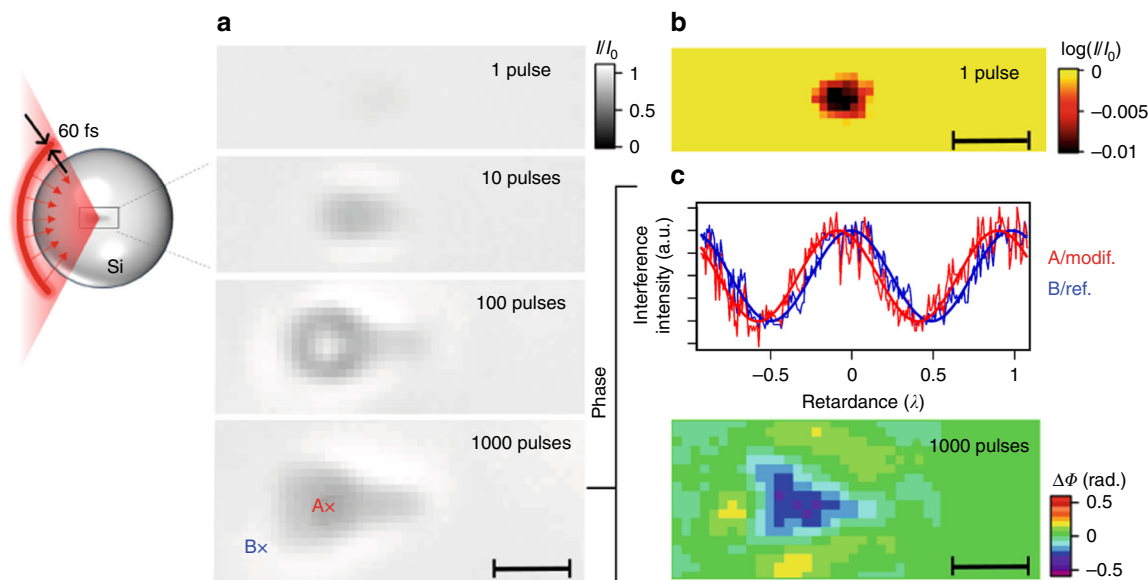 a
b
60 fs
Si
1 pulse
I/I0
1
0.5
0
10 pulses
100 pulses
1000 pulses
A×
B×
Phase
1 pulse
log(I/I0)
0
−0.005
−0.01
c
Interference
intensity (a.u.)
A/modif.
B/ref.
−0.5
0
0.5
1
Retardance (λ)
1000 pulses
ΔΦ (rad.)
0.5
0
−0.5